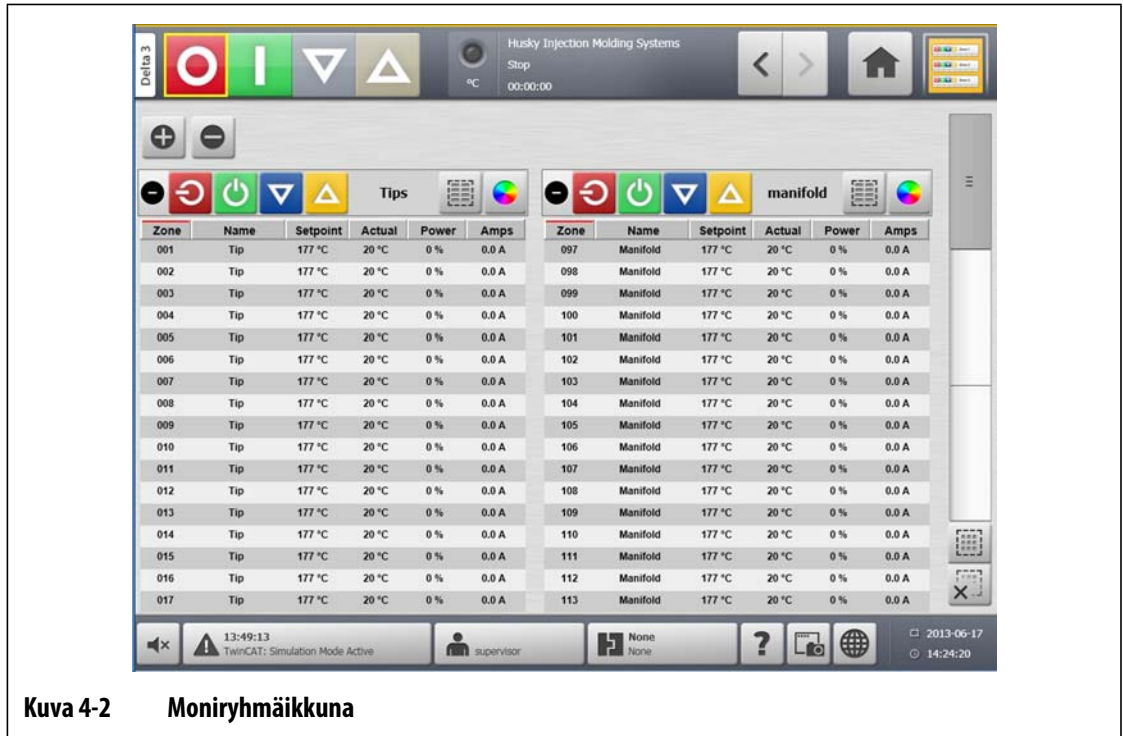 Delta 3
Husky Injection Molding Systems
Stop
°C
00:00:00
Tips
manifold
Zone Name Setpoint Actual Power Amps Zone Name Setpoint Actual Power Amps
001 Tip 177 °C 20 °C 0 % 0.0 A 097 Manifold 177 °C 20 °C 0 % 0.0 A
002 Tip 177 °C 20 °C 0 % 0.0 A 098 Manifold 177 °C 20 °C 0 % 0.0 A
003 Tip 177 °C 20 °C 0 % 0.0 A 099 Manifold 177 °C 20 °C 0 % 0.0 A
004 Tip 177 °C 20 °C 0 % 0.0 A 100 Manifold 177 °C 20 °C 0 % 0.0 A
005 Tip 177 °C 20 °C 0 % 0.0 A 101 Manifold 177 °C 20 °C 0 % 0.0 A
006 Tip 177 °C 20 °C 0 % 0.0 A 102 Manifold 177 °C 20 °C 0 % 0.0 A
007 Tip 177 °C 20 °C 0 % 0.0 A 103 Manifold 177 °C 20 °C 0 % 0.0 A
008 Tip 177 °C 20 °C 0 % 0.0 A 104 Manifold 177 °C 20 °C 0 % 0.0 A
009 Tip 177 °C 20 °C 0 % 0.0 A 105 Manifold 177 °C 20 °C 0 % 0.0 A
010 Tip 177 °C 20 °C 0 % 0.0 A 106 Manifold 177 °C 20 °C 0 % 0.0 A
011 Tip 177 °C 20 °C 0 % 0.0 A 107 Manifold 177 °C 20 °C 0 % 0.0 A
012 Tip 177 °C 20 °C 0 % 0.0 A 108 Manifold 177 °C 20 °C 0 % 0.0 A
013 Tip 177 °C 20 °C 0 % 0.0 A 109 Manifold 177 °C 20 °C 0 % 0.0 A
014 Tip 177 °C 20 °C 0 % 0.0 A 110 Manifold 177 °C 20 °C 0 % 0.0 A
015 Tip 177 °C 20 °C 0 % 0.0 A 111 Manifold 177 °C 20 °C 0 % 0.0 A
016 Tip 177 °C 20 °C 0 % 0.0 A 112 Manifold 177 °C 20 °C 0 % 0.0 A
017 Tip 177 °C 20 °C 0 % 0.0 A 113 Manifold 177 °C 20 °C 0 % 0.0 A
13:49:13
TwinCAT: Simulation Mode Active
supervisor
None
None
2013-06-17
14:24:20
Kuva 4-2 Moniryhmäikkuna